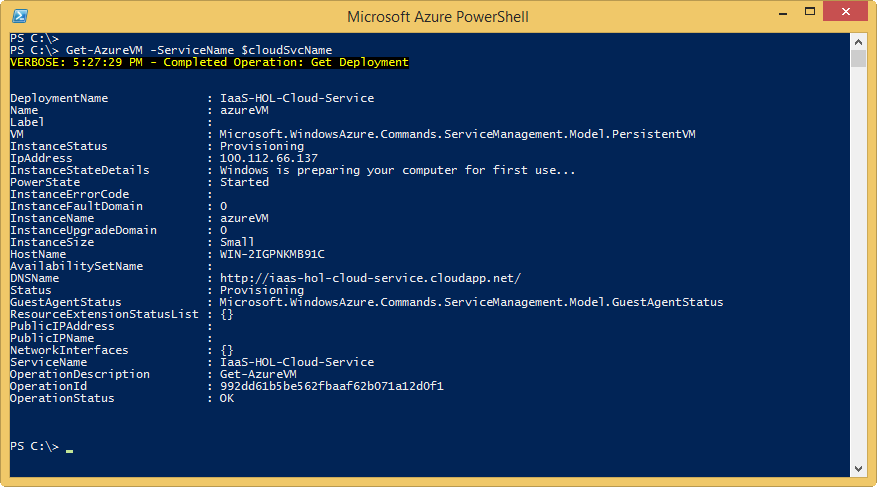 Microsoft Azure PowerShell
PS C:\>
PS C:\> Get-AzureVM -ServiceName $cloudSvcName
VERBOSE: 5:27:29 PM - Completed Operation: Get Deployment
DeploymentName : IaaS-HOL-Cloud-Service
Name : azureVM
Label :
VM : Microsoft.WindowsAzure.Commands.ServiceManagement.Model.PersistentVM
InstanceStatus : Provisioning
IpAddress : 100.112.66.137
InstanceStateDetails : Windows is preparing your computer for first use...
PowerState : Started
InstanceErrorCode :
InstanceFaultDomain : 0
InstanceName : azureVM
InstanceUpgradeDomain : 0
InstanceSize : Small
HostName : WIN-2IGPNKMB91C
AvailabilitySetName :
DNSName : http://iaas-hol-cloud-service.cloudapp.net/
Status : Provisioning
GuestAgentStatus : Microsoft.WindowsAzure.Commands.ServiceManagement.Model.GuestAgentStatus
ResourceExtensionStatusList : {}
PublicIPAddress :
PublicIPName :
NetworkInterfaces : {}
ServiceName : IaaS-HOL-Cloud-Service
OperationDescription : Get-AzureVM
OperationId : 992dd61b5be562fbaaf62b071a12d0f1
OperationStatus : OK
PS C:\>